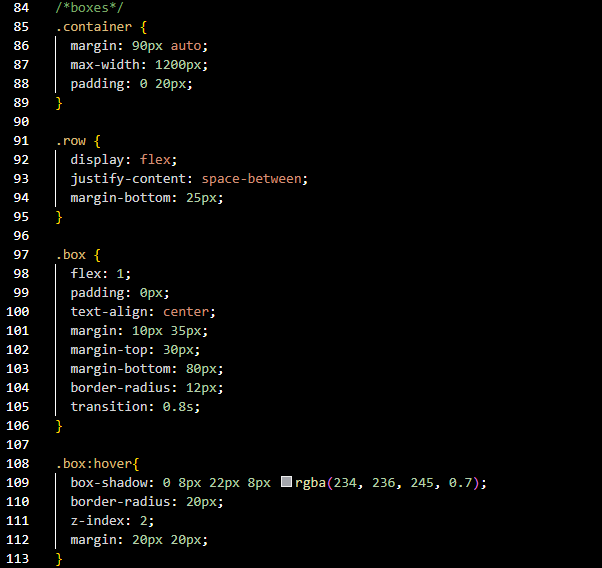 84 /*boxes*/
85 .container {
86 margin: 90px auto;
87 max-width: 1200px;
88 padding: 0 20px;
89 }
90
91 .row {
92 display: flex;
93 justify-content: space-between;
94 margin-bottom: 25px;
95 }
96
97 .box {
98 flex: 1;
99 padding: 0px;
100 text-align: center;
101 margin: 10px 35px;
102 margin-top: 30px;
103 margin-bottom: 80px;
104 border-radius: 12px;
105 transition: 0.8s;
106 }
107
108 .box:hover{
109 box-shadow: 0 8px 22px 8px rgba(234, 236, 245, 0.7);
110 border-radius: 20px;
111 z-index: 2;
112 margin: 20px 20px;
113 }